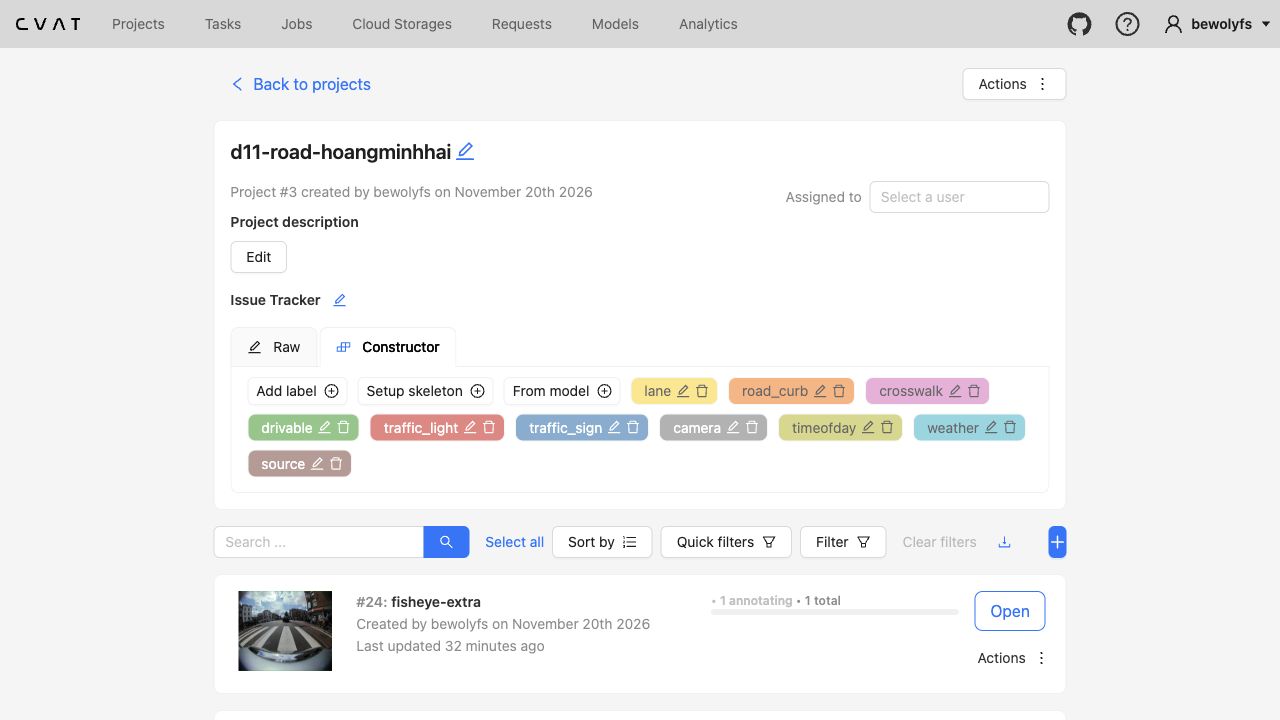 CVAT Projects Tasks Jobs Cloud Storages Requests Models Analytics bewolyfs
Back to projects Actions
d11-road-hoangminhhai
Project #3 created by bewolyfs on November 20th 2026
Assigned to Select a user
Project description
Edit
Issue Tracker
Raw Constructor
Add label Setup skeleton From model lane road_curb crosswalk
drivable traffic_light traffic_sign camera timeofday weather
source
Search ... Select all Sort by Quick filters Filter Clear filters
#24: fisheye-extra • 1 annotating • 1 total Open
Created by bewolyfs on November 20th 2026
Last updated 32 minutes ago Actions